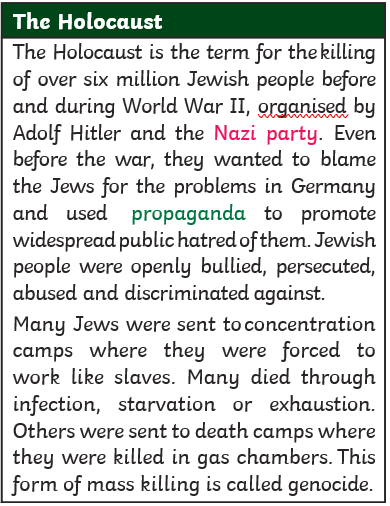 The Holocaust
The Holocaust is the term for the killing
of over six million Jewish people before
and during World War II, organised by
Adolf Hitler and the Nazi party. Even
before the war, they wanted to blame
the Jews for the problems in Germany
and used propaganda to promote
widespread public hatred of them. Jewish
people were openly bullied, persecuted,
abused and discriminated against.
Many Jews were sent to concentration
camps where they were forced to
work like slaves. Many died through
infection, starvation or exhaustion.
Others were sent to death camps where
they were killed in gas chambers. This
form of mass killing is called genocide.